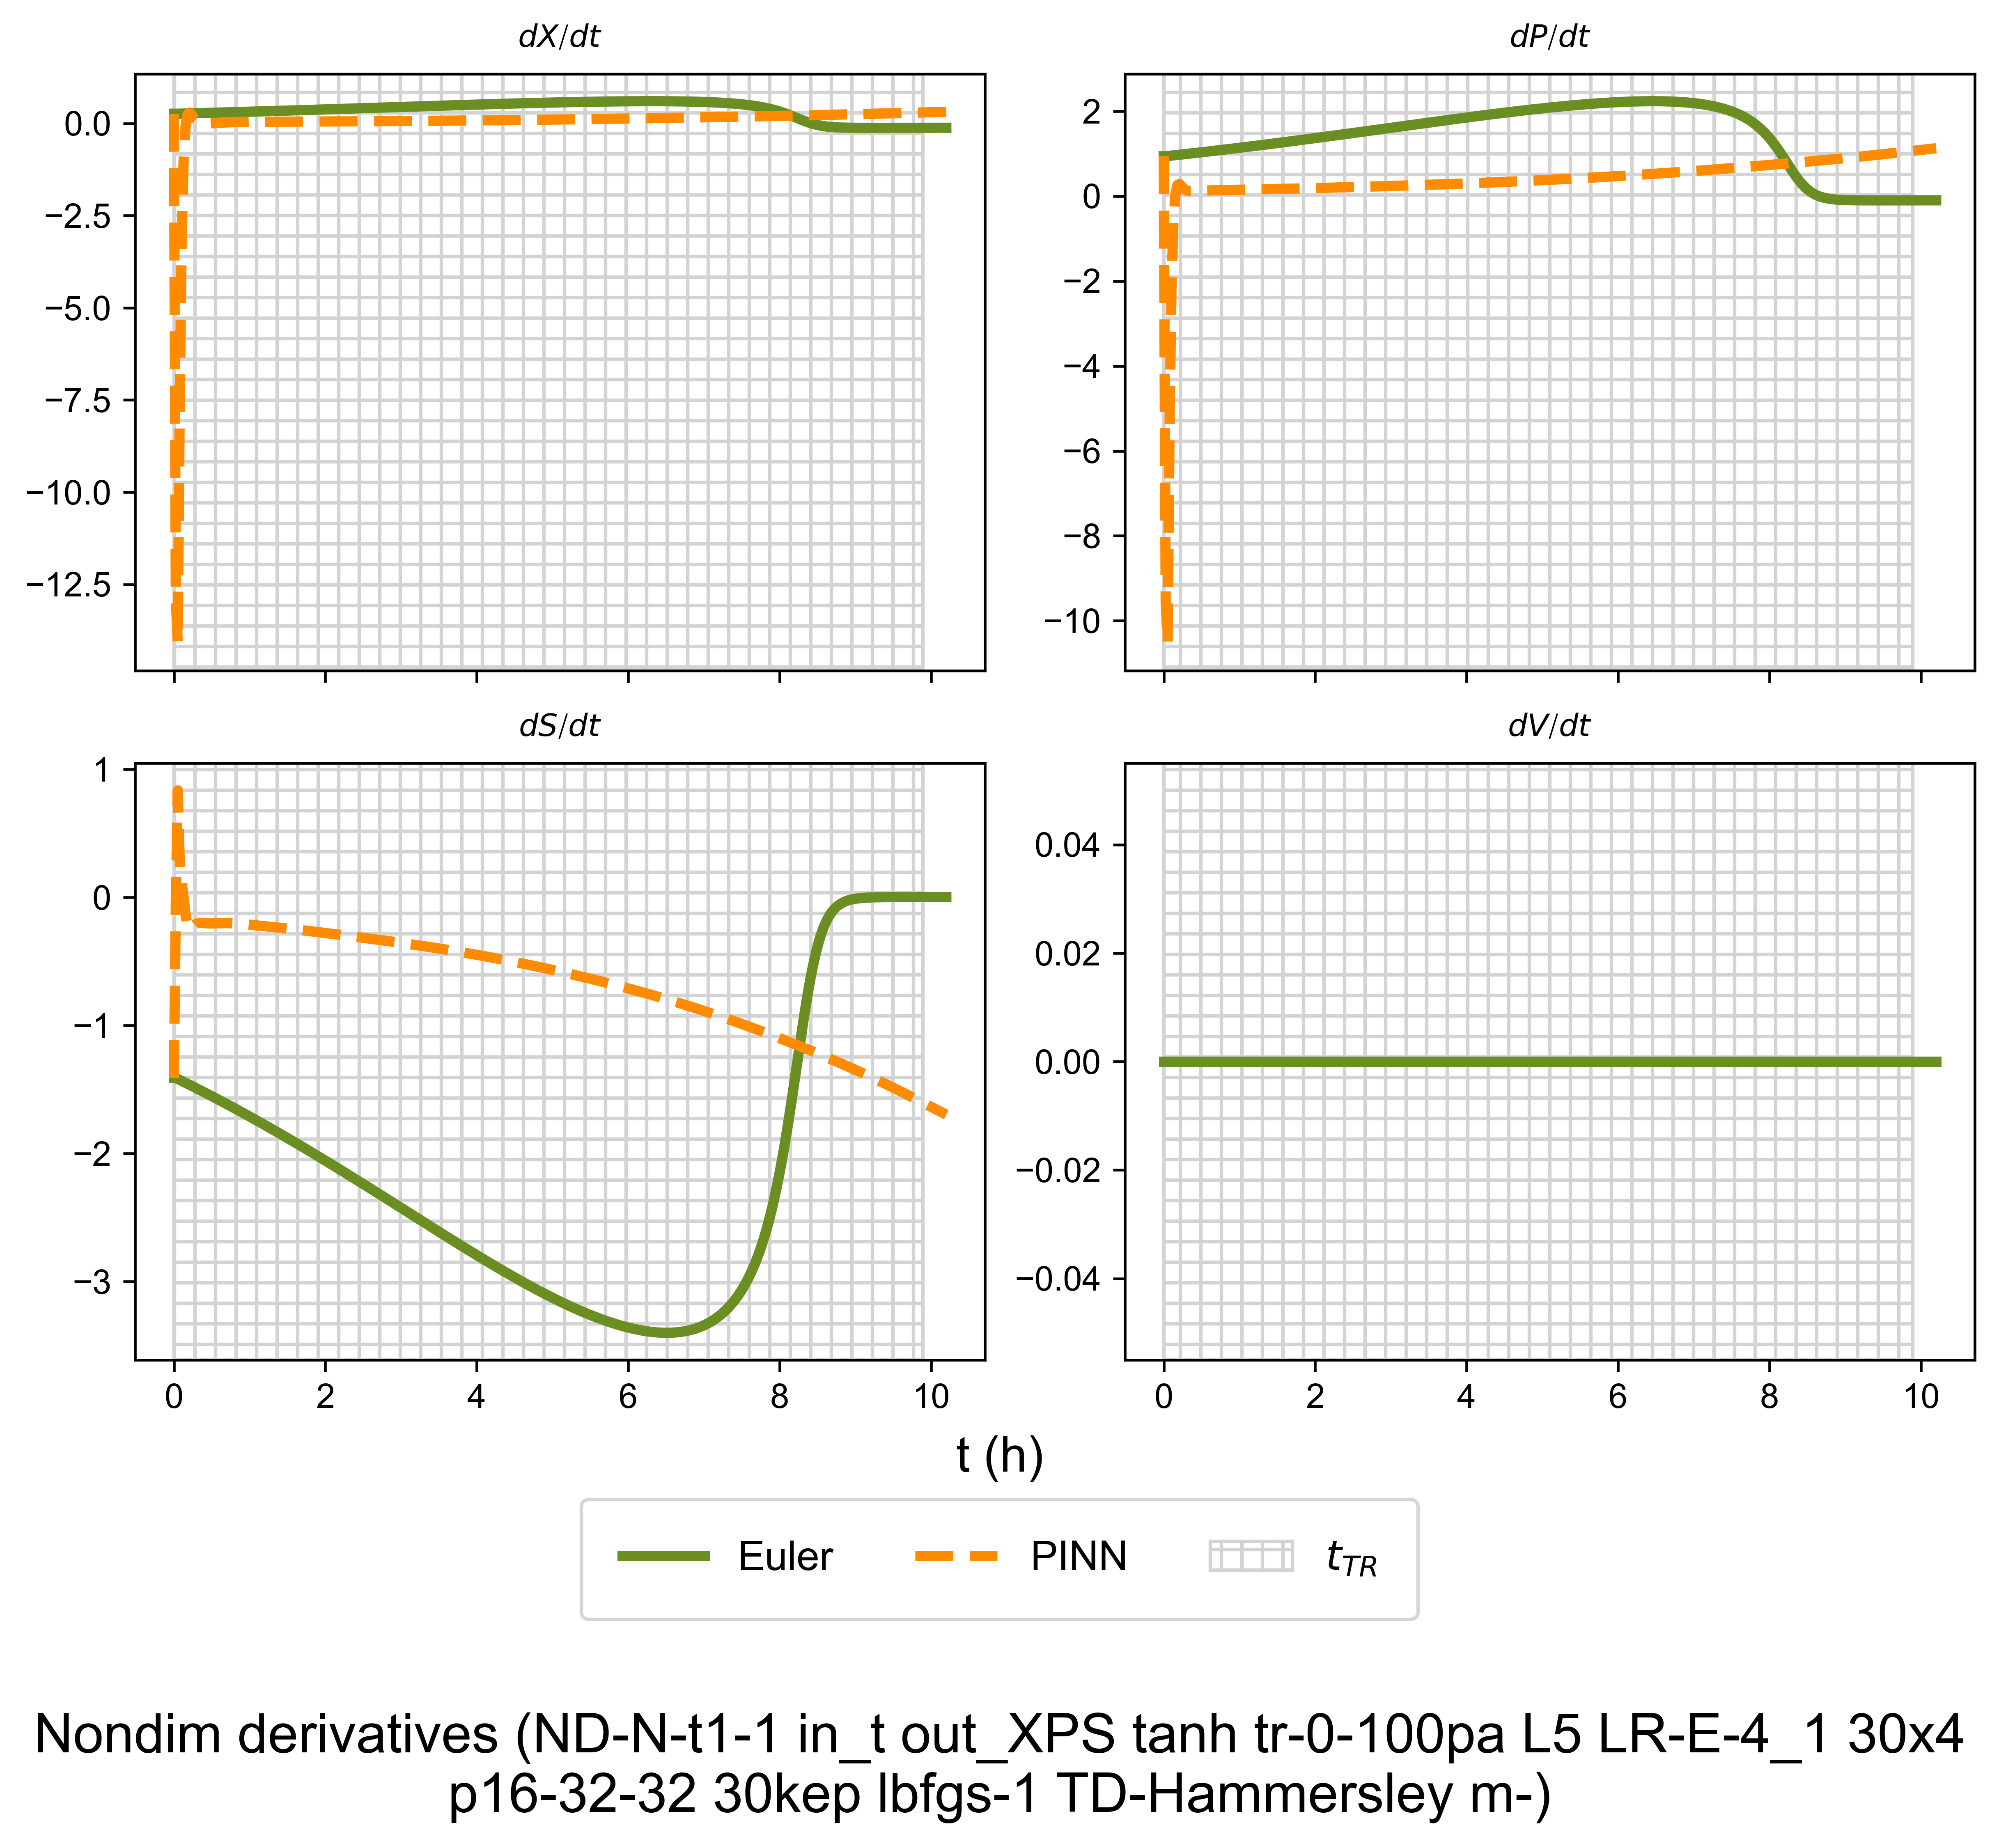 dX/dt
dP/dt
0.0
−2.5
−5.0
−7.5
−10.0
−12.5
2
0
−2
−4
−6
−8
−10
dS/dt
dV/dt
1
0
−1
−2
−3
0.04
0.02
0.00
−0.02
−0.04
0 2 4 6 8 10
0 2 4 6 8 10
t (h)
Euler PINN t_TR
Nondim derivatives (ND-N-t1-1 in_t out_XPS tanh tr-0-100pa L5 LR-E-4_1 30x4
p16-32-32 30kep lbfgs-1 TD-Hammersley m-)